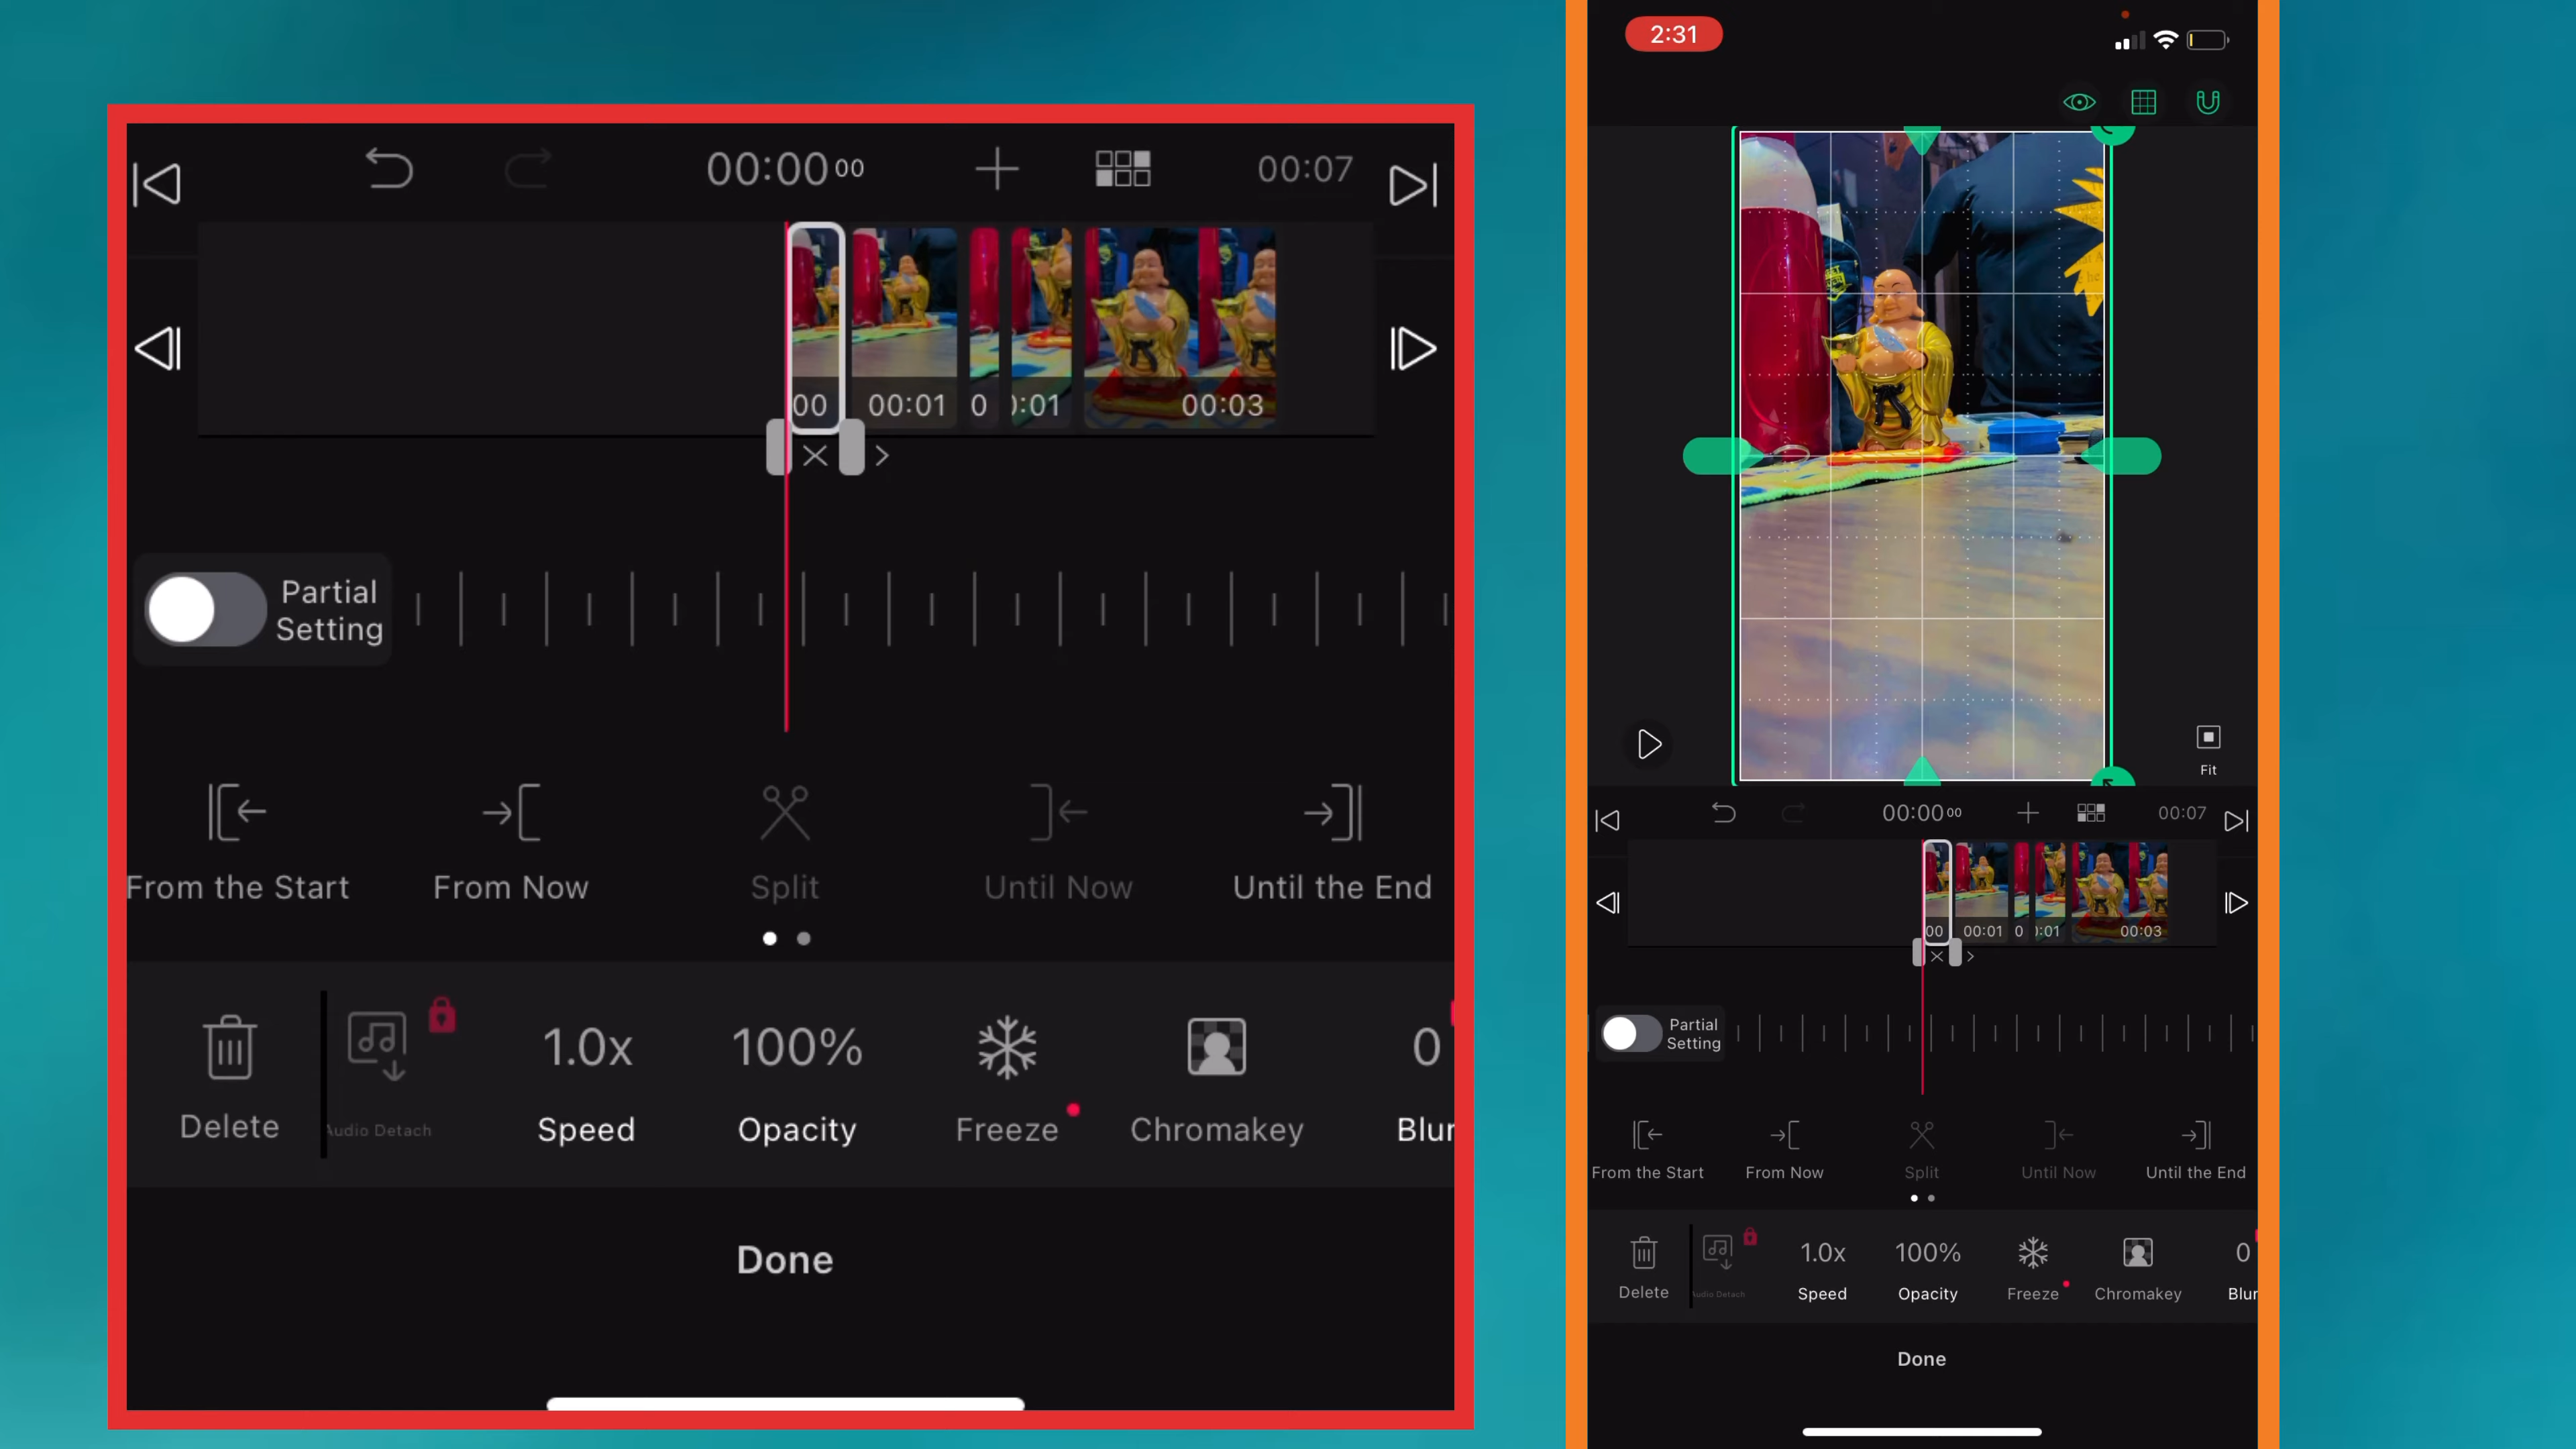 00:00 00
00:07
00
00:01
0
0:01
00:03
Partial
Setting
From the Start
From Now
Split
Until Now
Until the End
1.0x
100%
0
Delete
Audio Detach
Speed
Opacity
Freeze
Chromakey
Blur
Done
2:31
Fit
00:00 00
00:07
00
00:01
0
0:01
00:03
Partial
Setting
From the Start
From Now
Split
Until Now
Until the End
1.0x
100%
0
Delete
Audio Detach
Speed
Opacity
Freeze
Chromakey
Blur
Done